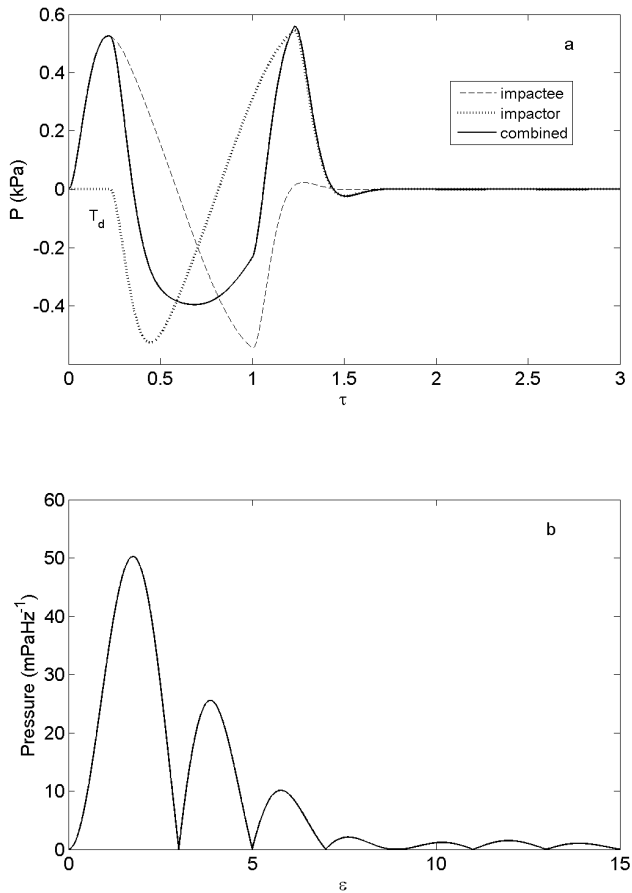 0.6
0.4
0.2
0
-0.2
-0.4
P (kPa)
a
impactee
impactor
combined
T_d
0 0.5 1 1.5 2 2.5 3
τ
60
50
40
30
20
10
0
Pressure (mPaHz⁻¹)
b
0 5 10 15
ε